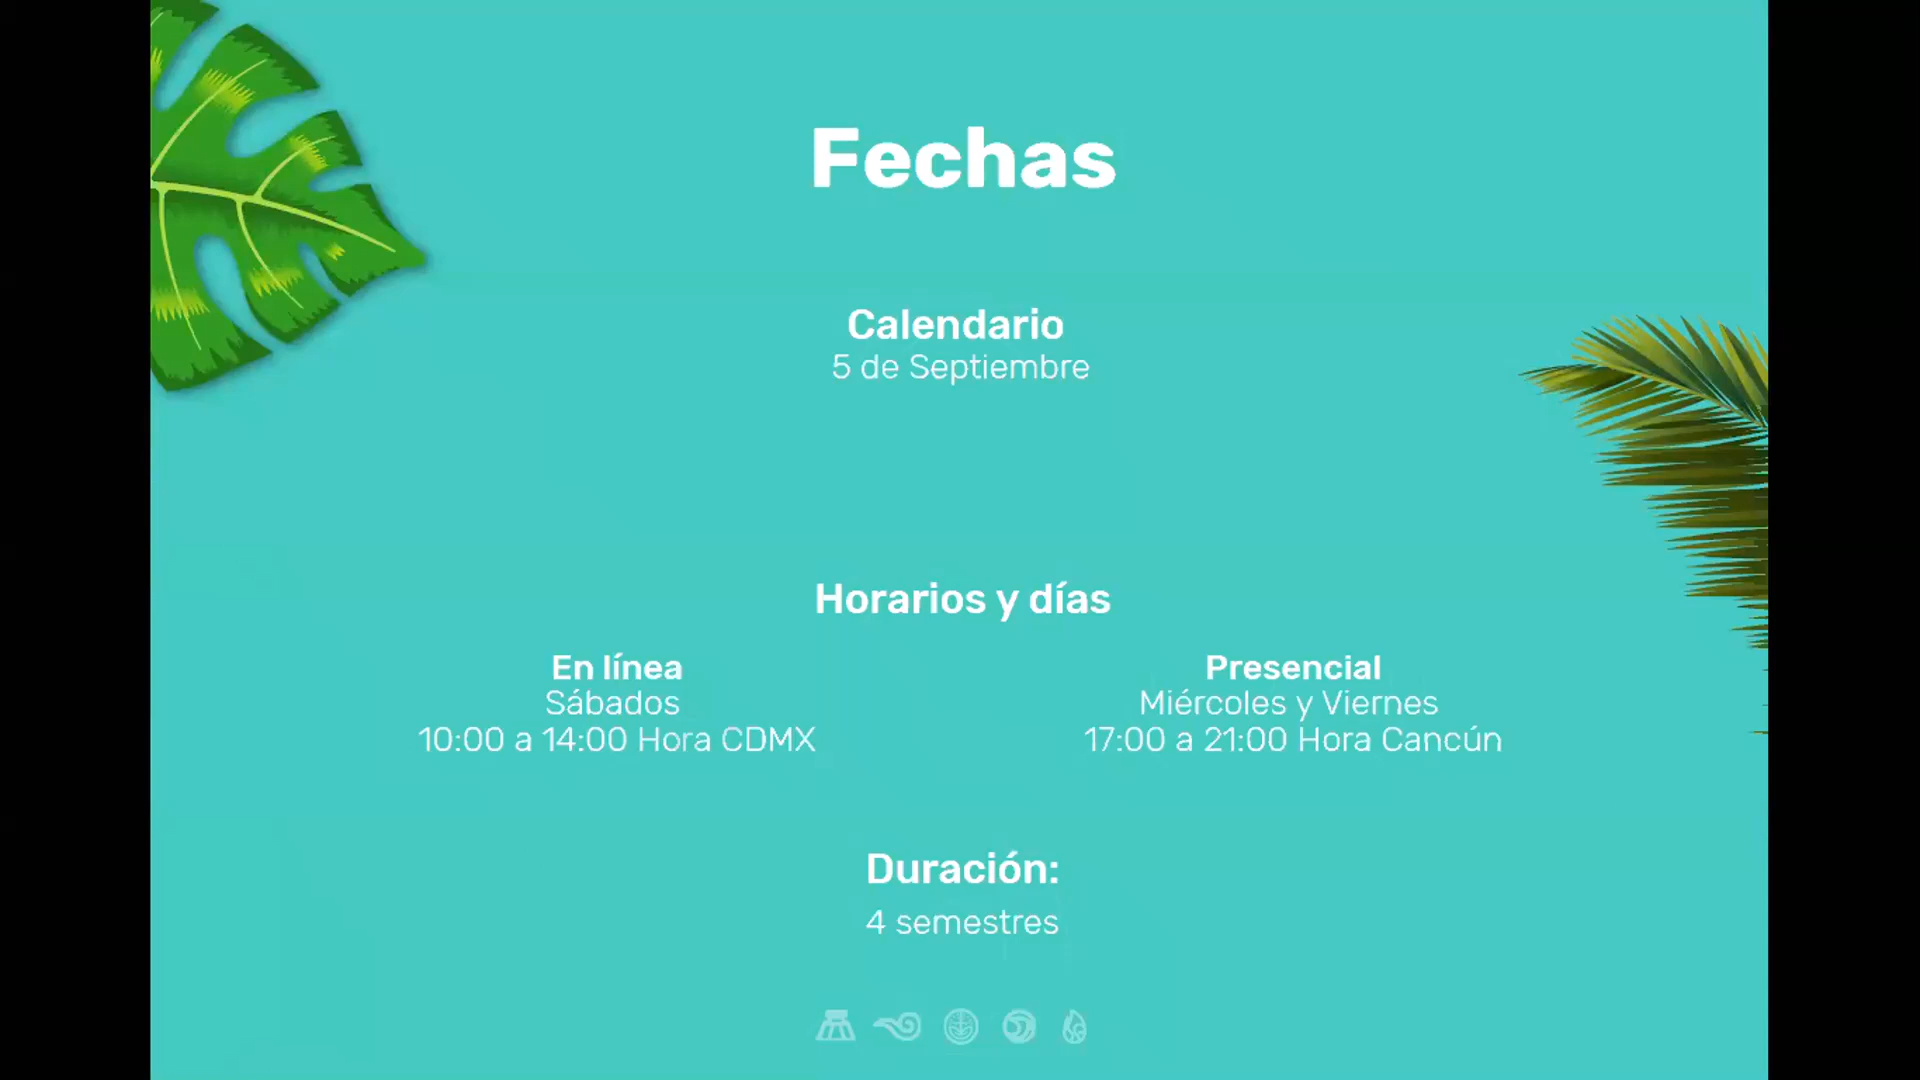 Fechas
Calendario
5 de Septiembre
Horarios y días
En línea
Sábados
10:00 a 14:00 Hora CDMX
Presencial
Miércoles y Viernes
17:00 a 21:00 Hora Cancún
Duración:
4 semestres